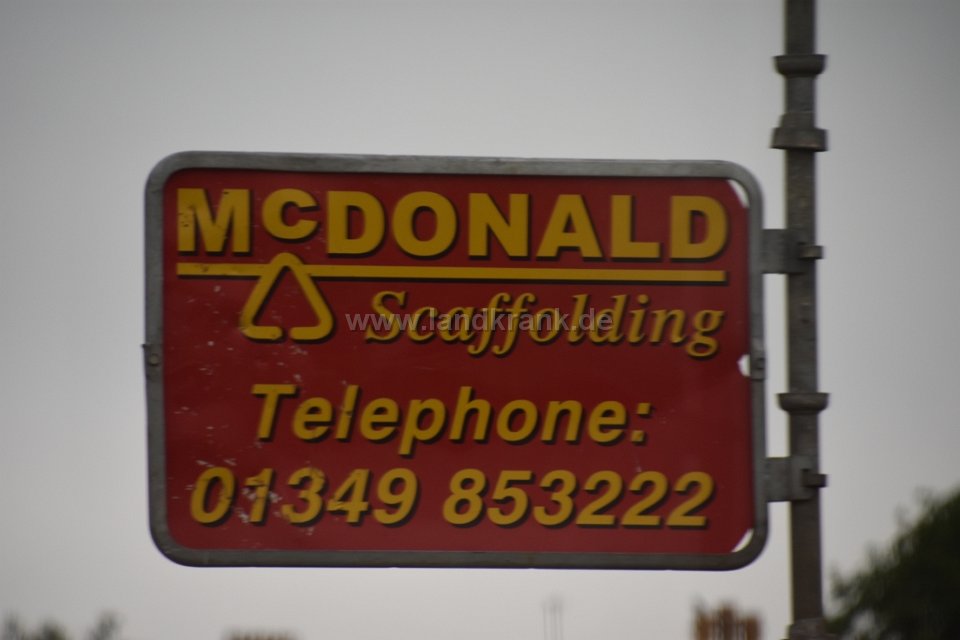 McDONALD
Scaffolding
www.landkrank.de
Telephone:
01349 853222